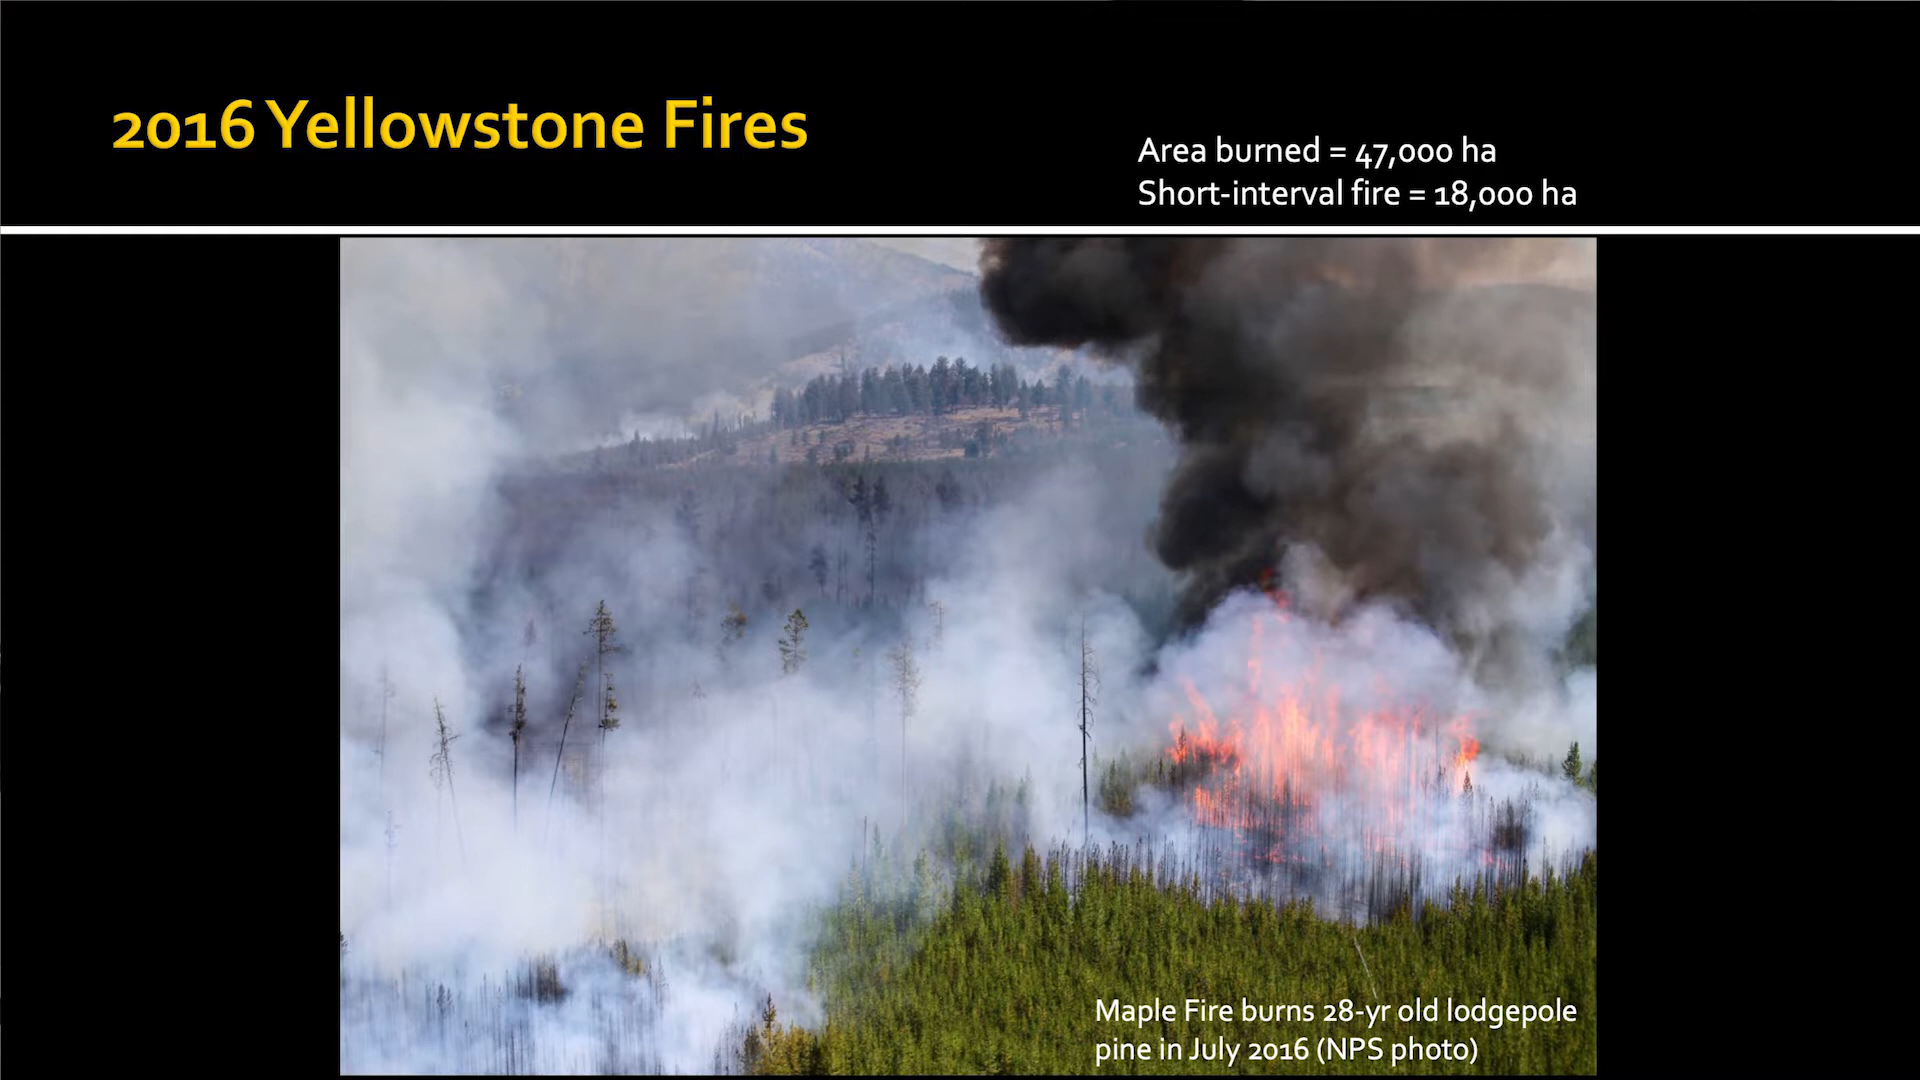 2016 Yellowstone Fires
Area burned = 47,000 ha
Short-interval fire = 18,000 ha
Maple Fire burns 28-yr old lodgepole
pine in July 2016 (NPS photo)